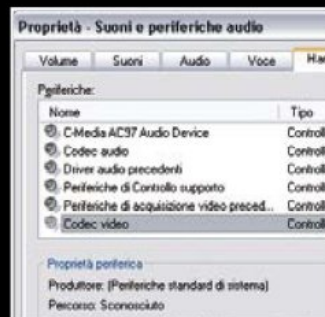 Proprietà - Suoni e periferiche audio
Volume Suoni Audio Voce Har
Periferiche:
Nome Tipo
C-Media AC97 Audio Device Controll
Codec audio Controll
Driver audio precedenti Controll
Periferiche di Controllo supporto Controll
Periferiche di acquisizione video preced... Controll
Codec video Controll
Proprietà periferica
Produttore: (Periferiche standard di sistema)
Percorso: Sconosciuto